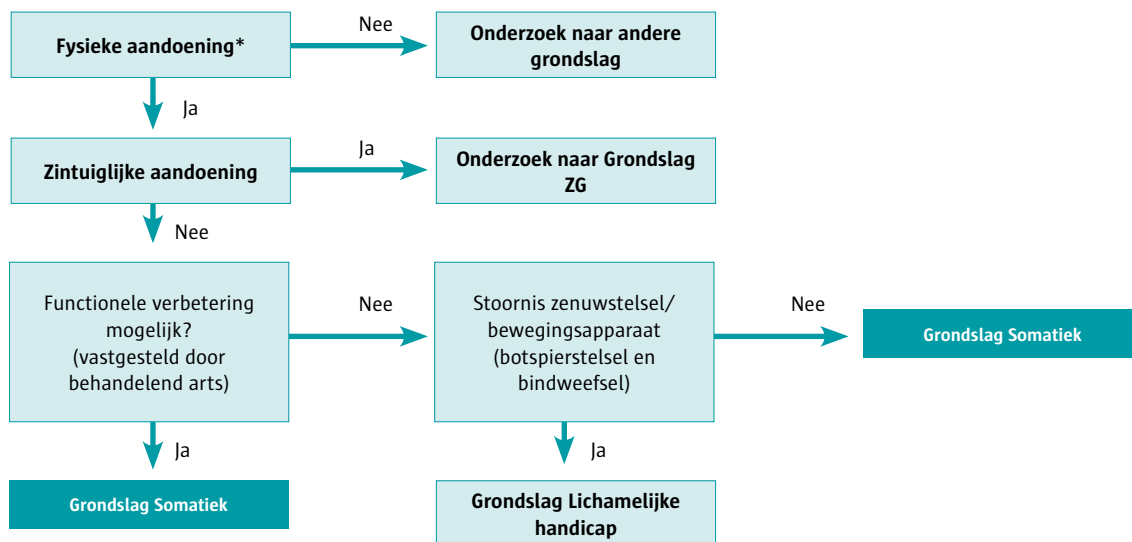 Fysieke aandoening*
Nee
Onderzoek naar andere
grondslag
Ja
Zintuiglijke aandoening
Ja
Onderzoek naar Grondslag
ZG
Nee
Functionele verbetering
mogelijk?
(vastgesteld door
behandelend arts)
Nee
Stoornis zenuwstelsel/
bewegingsapparaat
(botspierstelsel en
bindweefsel)
Nee
Grondslag Somatiek
Ja
Grondslag Somatiek
Ja
Grondslag Lichamelijke
handicap